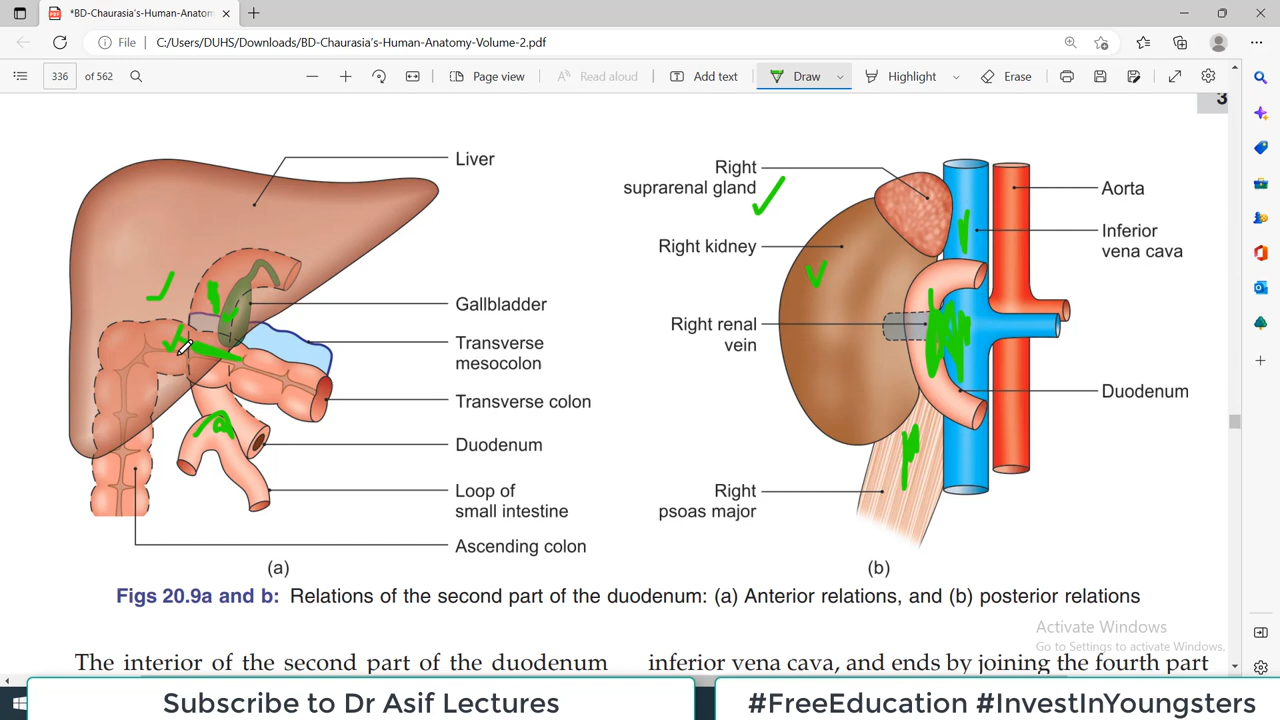 *BD-Chaurasia's-Human-Anatom
File
C:/Users/DUHS/Downloads/BD-Chaurasia's-Human-Anatomy-Volume-2.pdf
336
of 562
Page view
Read aloud
Add text
Draw
Highlight
Erase
3
Liver
Gallbladder
Transverse
mesocolon
Transverse colon
Duodenum
Loop of
small intestine
Ascending colon
(a)
Right
suprarenal gland
Right kidney
Right renal
vein
Right
psoas major
Aorta
Inferior
vena cava
Duodenum
(b)
Figs 20.9a and b: Relations of the second part of the duodenum: (a) Anterior relations, and (b) posterior relations
Activate Windows
Go to Settings to activate Windows.
The interior of the second part of the duodenum
inferior vena cava, and ends by joining the fourth part
Subscribe to Dr Asif Lectures
#FreeEducation #InvestInYoungsters